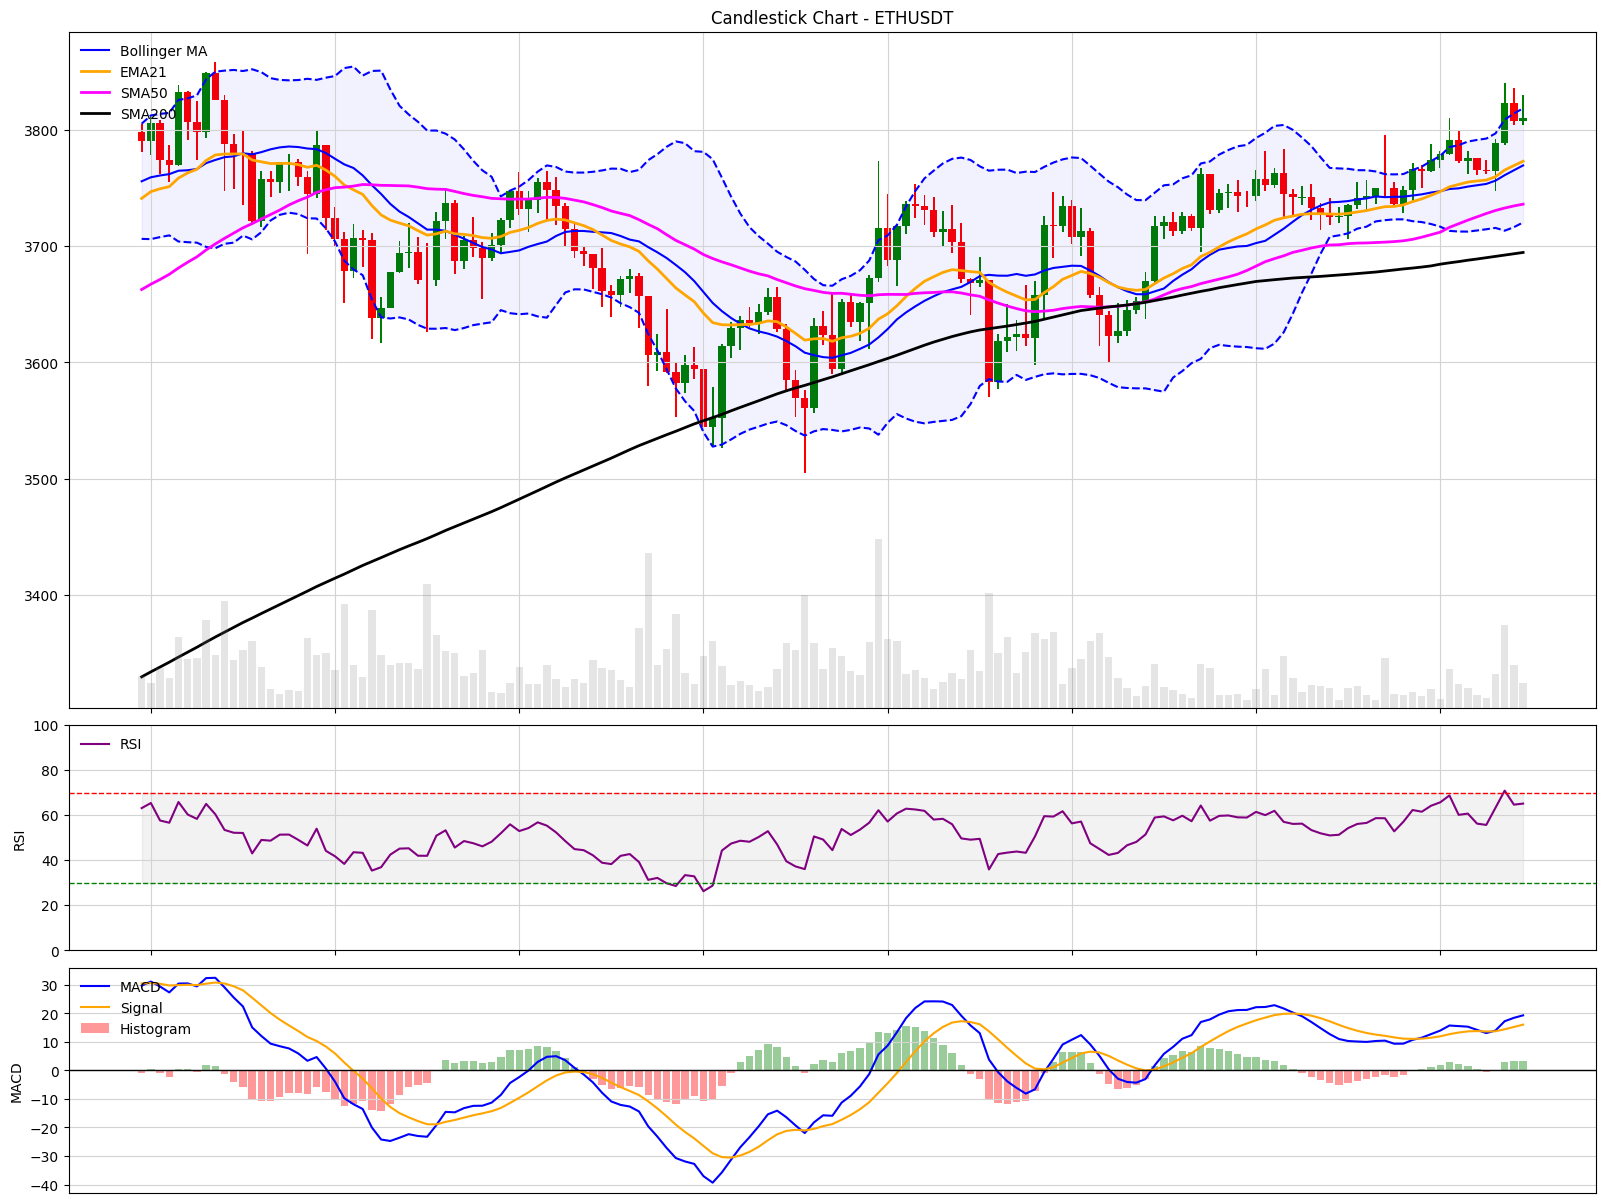 Candlestick Chart - ETHUSDT
Bollinger MA
EMA21
SMA50
SMA200
3800
3700
3600
3500
3400
RSI
100
80
60
40
20
0
RSI
MACD
Signal
Histogram
30
20
10
0
−10
−20
−30
−40
MACD